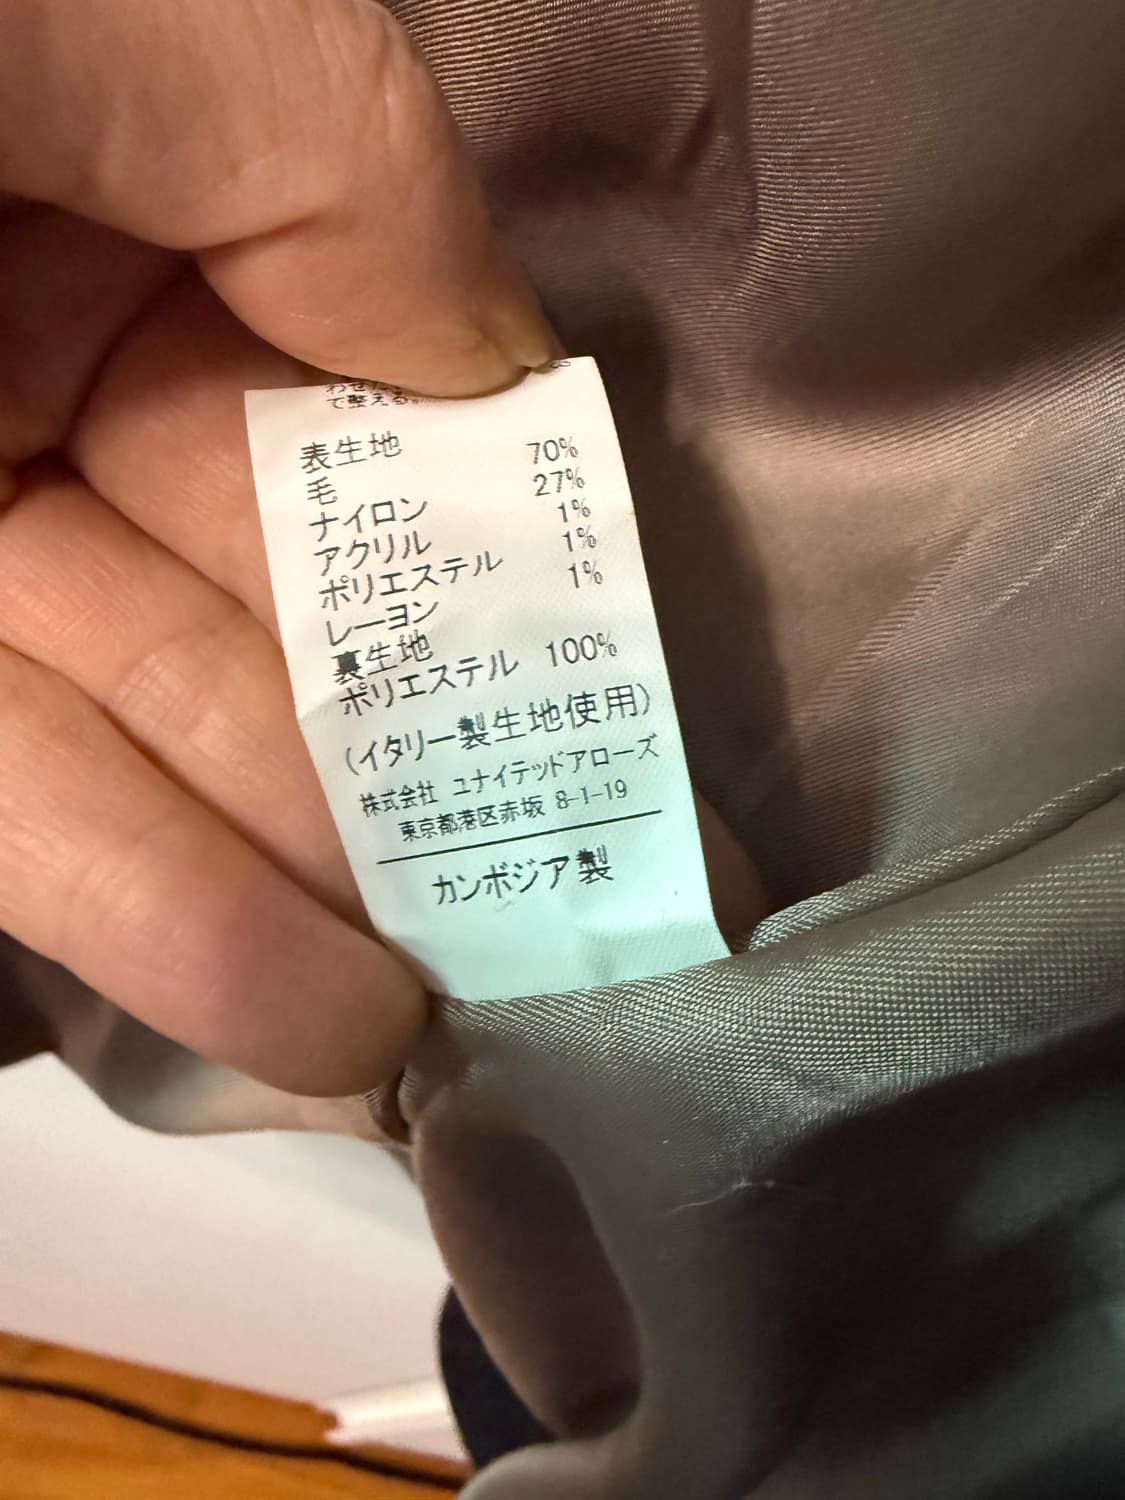 で整える。
表生地
毛 70%
ナイロン 27%
アクリル 1%
ポリエステル 1%
レーヨン 1%
裏生地
ポリエステル 100%
(イタリー製生地使用)
株式会社 ユナイテッドアローズ
東京都港区赤坂 8-1-19
カンボジア製